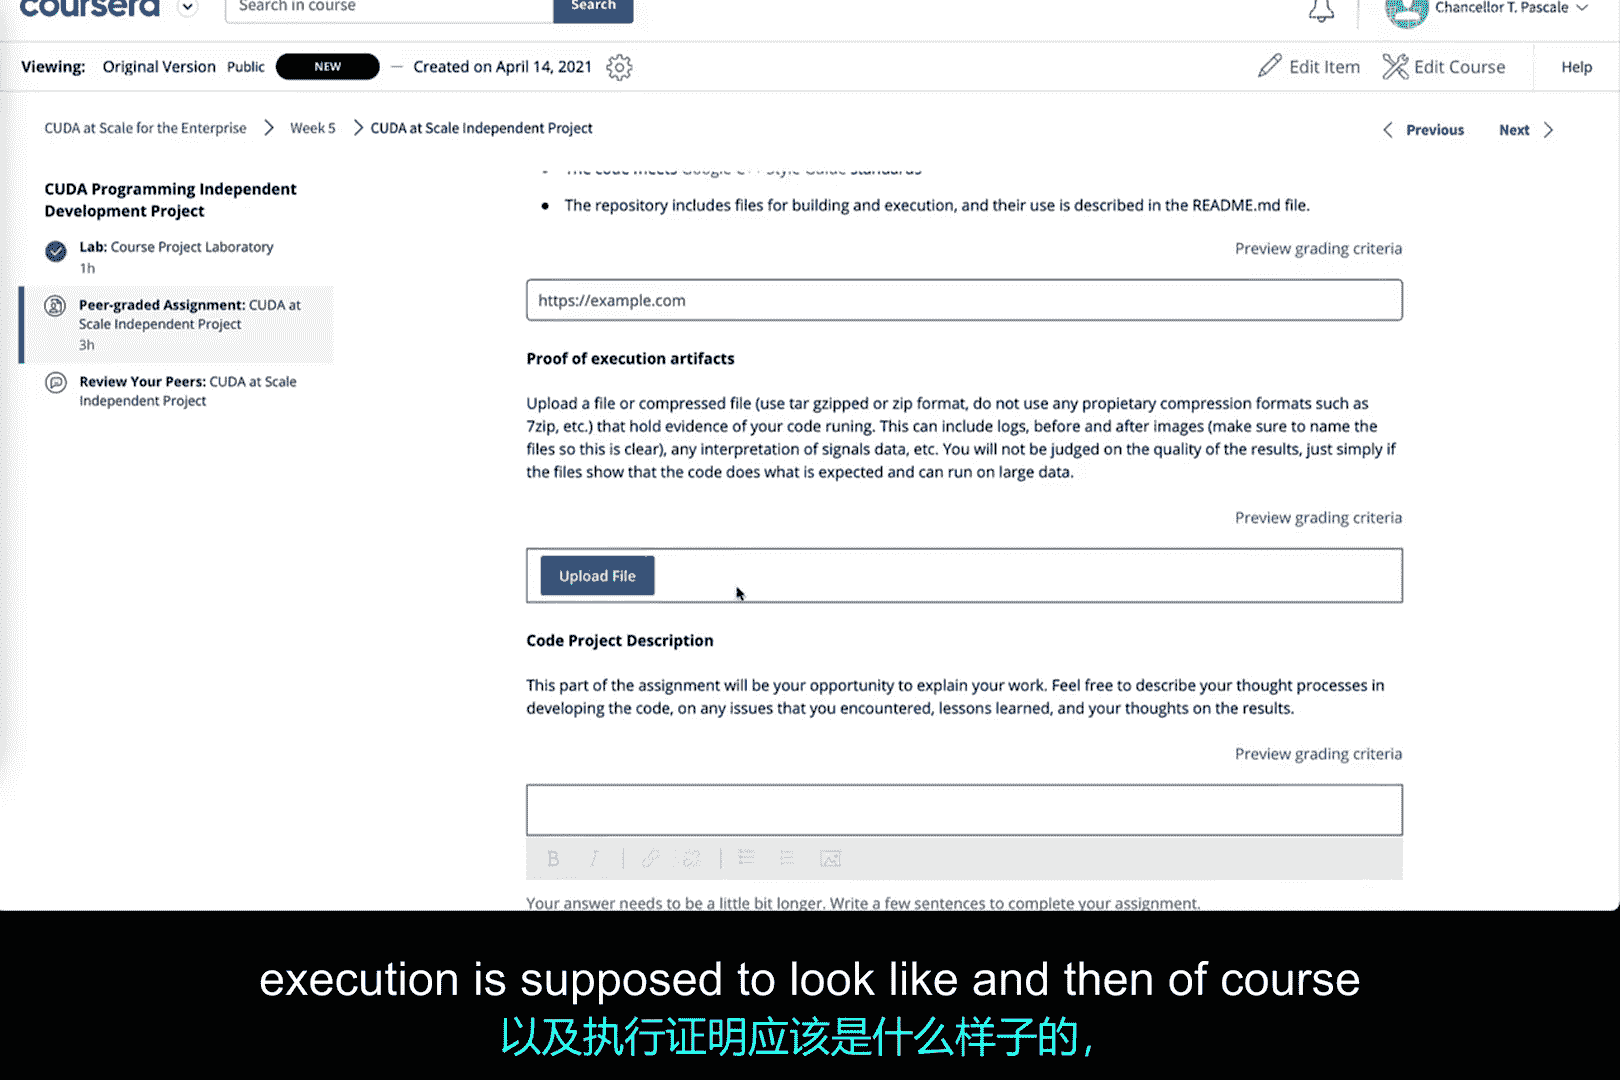 coursera
Search in course
Search
Chancellor T. Pascale
Viewing: Original Version Public NEW — Created on April 14, 2021
Edit Item
Edit Course
Help
CUDA at Scale for the Enterprise > Week 5 > CUDA at Scale Independent Project
Previous
Next
CUDA Programming Independent
Development Project
Lab: Course Project Laboratory
1h
Peer-graded Assignment: CUDA at
Scale Independent Project
3h
Review Your Peers: CUDA at Scale
Independent Project
• The code meets Google C++ Style Guide standards
• The repository includes files for building and execution, and their use is described in the README.md file.
Preview grading criteria
https://example.com
Proof of execution artifacts
Upload a file or compressed file (use tar gzipped or zip format, do not use any propietary compression formats such as
7zip, etc.) that hold evidence of your code runing. This can include logs, before and after images (make sure to name the
files so this is clear), any interpretation of signals data, etc. You will not be judged on the quality of the results, just simply if
the files show that the code does what is expected and can run on large data.
Preview grading criteria
Upload File
Code Project Description
This part of the assignment will be your opportunity to explain your work. Feel free to describe your thought processes in
developing the code, on any issues that you encountered, lessons learned, and your thoughts on the results.
Preview grading criteria
B I
Your answer needs to be a little bit longer. Write a few sentences to complete your assignment.
execution is supposed to look like and then of course
以及执行证明应该是什么样子的，